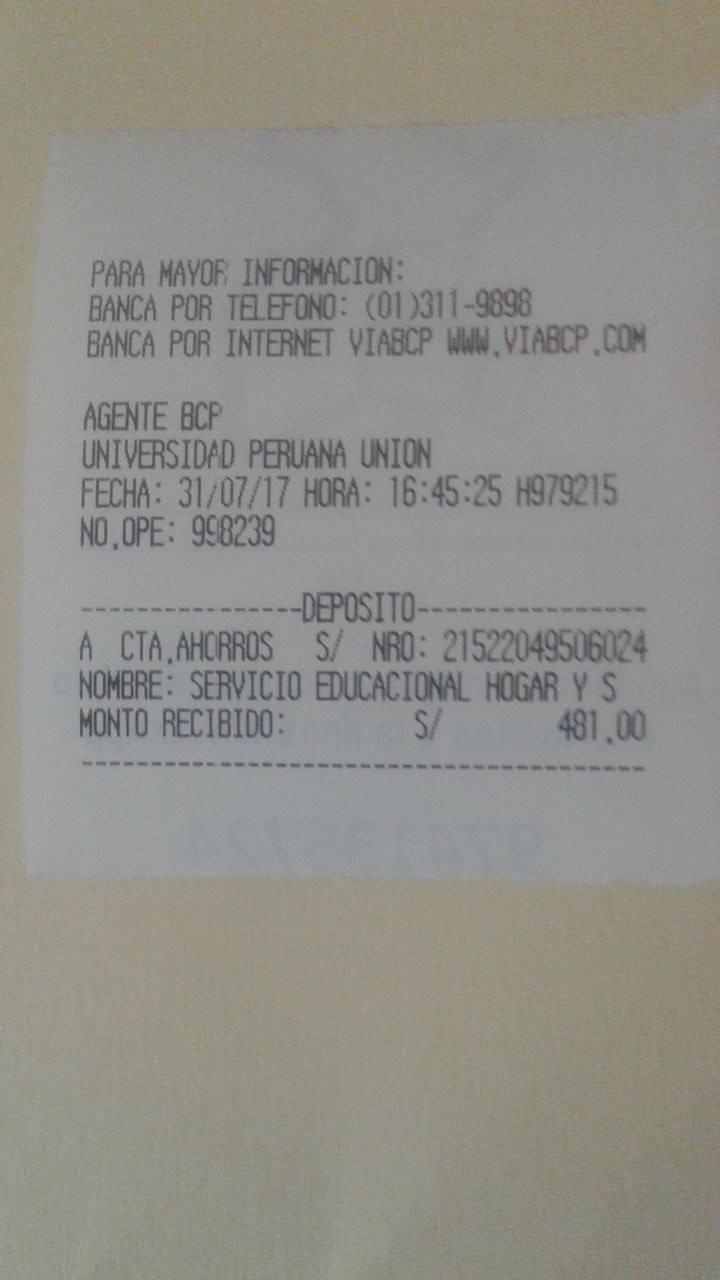 PARA MAYOR INFORMACION:
BANCA POR TELEFONO: (01)311-9898
BANCA POR INTERNET VIABCP WWW.VIABCP.COM
AGENTE BCP
UNIVERSIDAD PERUANA UNION
FECHA: 31/07/17 HORA: 16:45:25 H979215
NO.OPE: 998239
----------------DEPOSITO-----------------
A CTA.AHORROS S/ NRO: 21522049506024
NOMBRE: SERVICIO EDUCACIONAL HOGAR Y S
MONTO RECIBIDO: S/ 481.00
-----------------------------------------
974135724